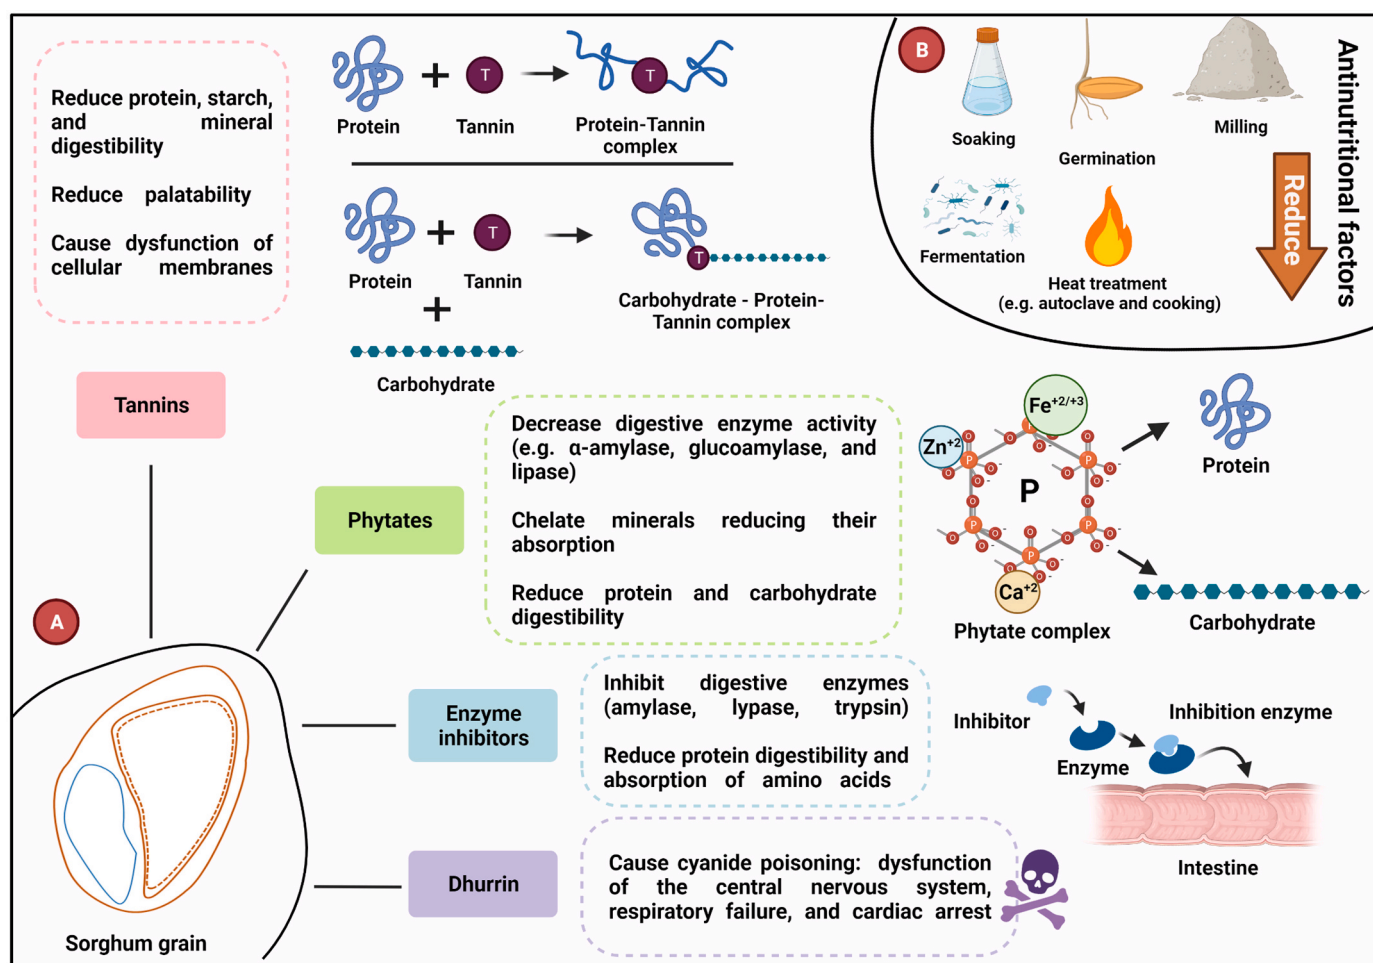 Reduce protein, starch,
and mineral
digestibility
Reduce palatability
Cause dysfunction of
cellular membranes
T
T
Protein
Tannin
Protein-Tannin
complex
T
T
Protein
Tannin
Carbohydrate - Protein-
Tannin complex
Carbohydrate
B
Soaking
Germination
Milling
Fermentation
Heat treatment
(e.g. autoclave and cooking)
Reduce
Antinutritional factors
Tannins
Phytates
Decrease digestive enzyme activity
(e.g. α-amylase, glucoamylase, and
lipase)
Chelate minerals reducing their
absorption
Reduce protein and carbohydrate
digestibility
Fe+2/+3
Zn+2
P
Ca+2
Phytate complex
Protein
Carbohydrate
A
Enzyme
inhibitors
Inhibit digestive enzymes
(amylase, lypase, trypsin)
Reduce protein digestibility and
absorption of amino acids
Inhibitor
Enzyme
Inhibition enzyme
Intestine
Dhurrin
Cause cyanide poisoning: dysfunction
of the central nervous system,
respiratory failure, and cardiac arrest
Sorghum grain